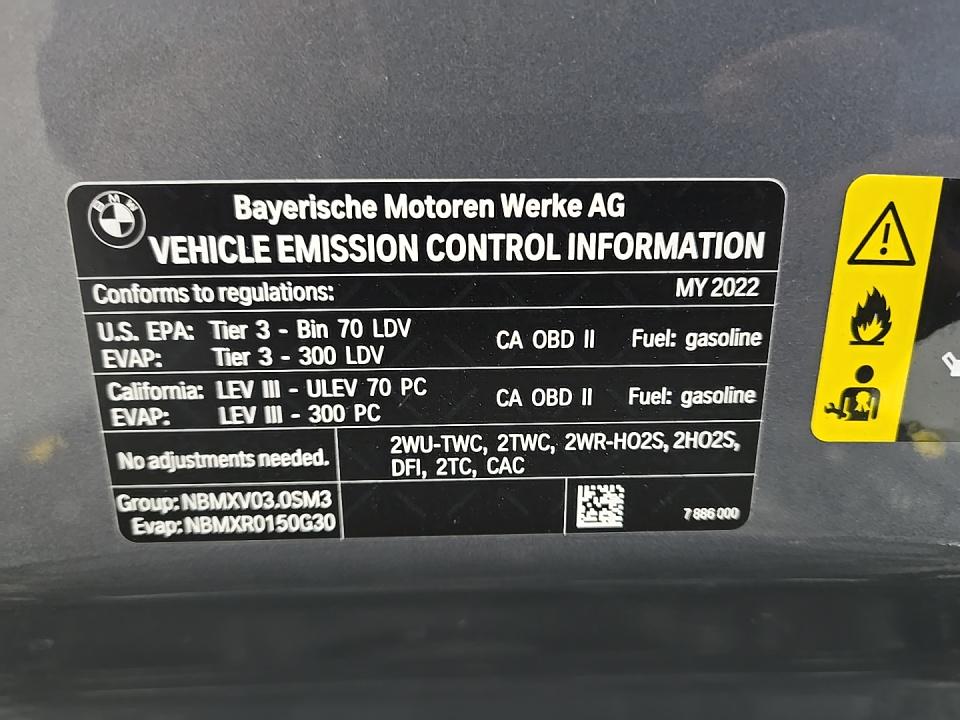 BMW
Bayerische Motoren Werke AG
VEHICLE EMISSION CONTROL INFORMATION
Conforms to regulations: MY 2022
U.S. EPA: Tier 3 - Bin 70 LDV CA OBD II Fuel: gasoline
EVAP: Tier 3 - 300 LDV
California: LEV III - ULEV 70 PC CA OBD II Fuel: gasoline
EVAP: LEV III - 300 PC
No adjustments needed.
2WU-TWC, 2TWC, 2WR-HO2S, 2HO2S,
DFI, 2TC, CAC
Group: NBMXV03.0SM3
Evap: NBMXR0150G30
7 886 000